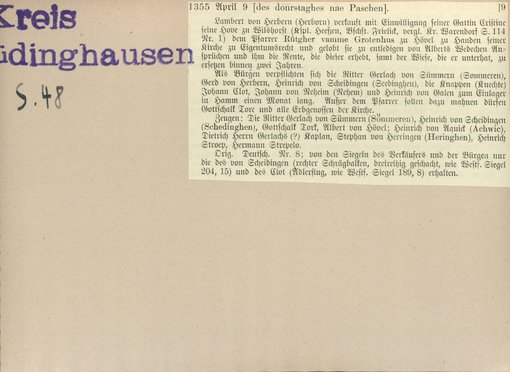 Kreis
üdinghausen
S. 48
1355 April 9 [des donrstaghes nae Paschen]. [9
Lambert von Herbern (Herborn) verkauft mit Einwilligung seiner Gattin Cristine
seine Hove zu Wilshorst (Kspl. Heessen, Bschft. Frielick, vergl. Kr. Warendorf S. 114
Nr. 1) dem Pfarrer Rütgher vamme Grotenhus zu Hövel zu Handen seiner
Kirche zu Eigentumsrecht und gelobt sie zu entledigen von Alberts Wedechen An-
sprüchen und ihm die Rente, die dieser erhebt, samt der Wiese, die er unterhat, zu
ersetzen binnen zwei Jahren.
Als Bürgen verpflichten sich die Ritter Gerlach von Sümmern (Sommeren),
Gerd von Herbern, Heinrich von Scheidingen (Scedinghen), die Knappen (Knechte)
Johann Clot, Johann von Neheim (Nehem) und Heinrich von Galen zum Einlager
in Hamm einen Monat lang. Außer dem Pfarrer sollen dazu mahnen dürfen
Gottschalk Torc und alle Erbgenossen der Kirche.
Zeugen: Die Ritter Gerlach von Sümmern (Sömmeren), Heinrich von Scheidingen
(Schedinghen), Gottschalk Tork, Albert von Hövel; Heinrich von Aquick (Achwic),
Dietrich Herrn Gerlachs (?) Kaplan, Stephan von Herringen (Heringhen), Heinrich
Stroep, Hermann Strepelo.
Orig. Deutsch. Nr. 8; von den Siegeln des Verkäufers und der Bürgen nur
die des von Scheidingen (rechter Schrägbalken, dreireihig geschacht, wie Westf. Siegel
204, 15) und des Clot (Adlerflug, wie Westf. Siegel 189, 8) erhalten.